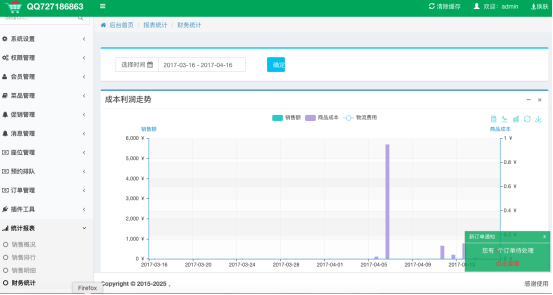 QQ727186863
清除缓存
欢迎: admin
换肤
后台首页 报表统计 财务统计
系统设置
权限管理
会员管理
菜品管理
促销管理
消息管理
座位管理
预约排队
订单管理
插件工具
统计报表
销售概况
销售排行
销售明细
财务统计
选择时间 2017-03-16 - 2017-04-16
确定
成本利润走势
销售额 商品成本 物流费用
销售额
商品成本
6,000 ¥
5,000 ¥
4,000 ¥
3,000 ¥
2,000 ¥
1,000 ¥
0 ¥
1 ¥
0.8 ¥
0.6 ¥
0.4 ¥
2017-03-16 2017-03-20 2017-03-24 2017-03-28 2017-04-01 2017-04-05 2017-04-09 2017-04-13
新订单通知 x
您有 个订单待处理
Copyright © 2015-2025 。
感谢使用
Firefox